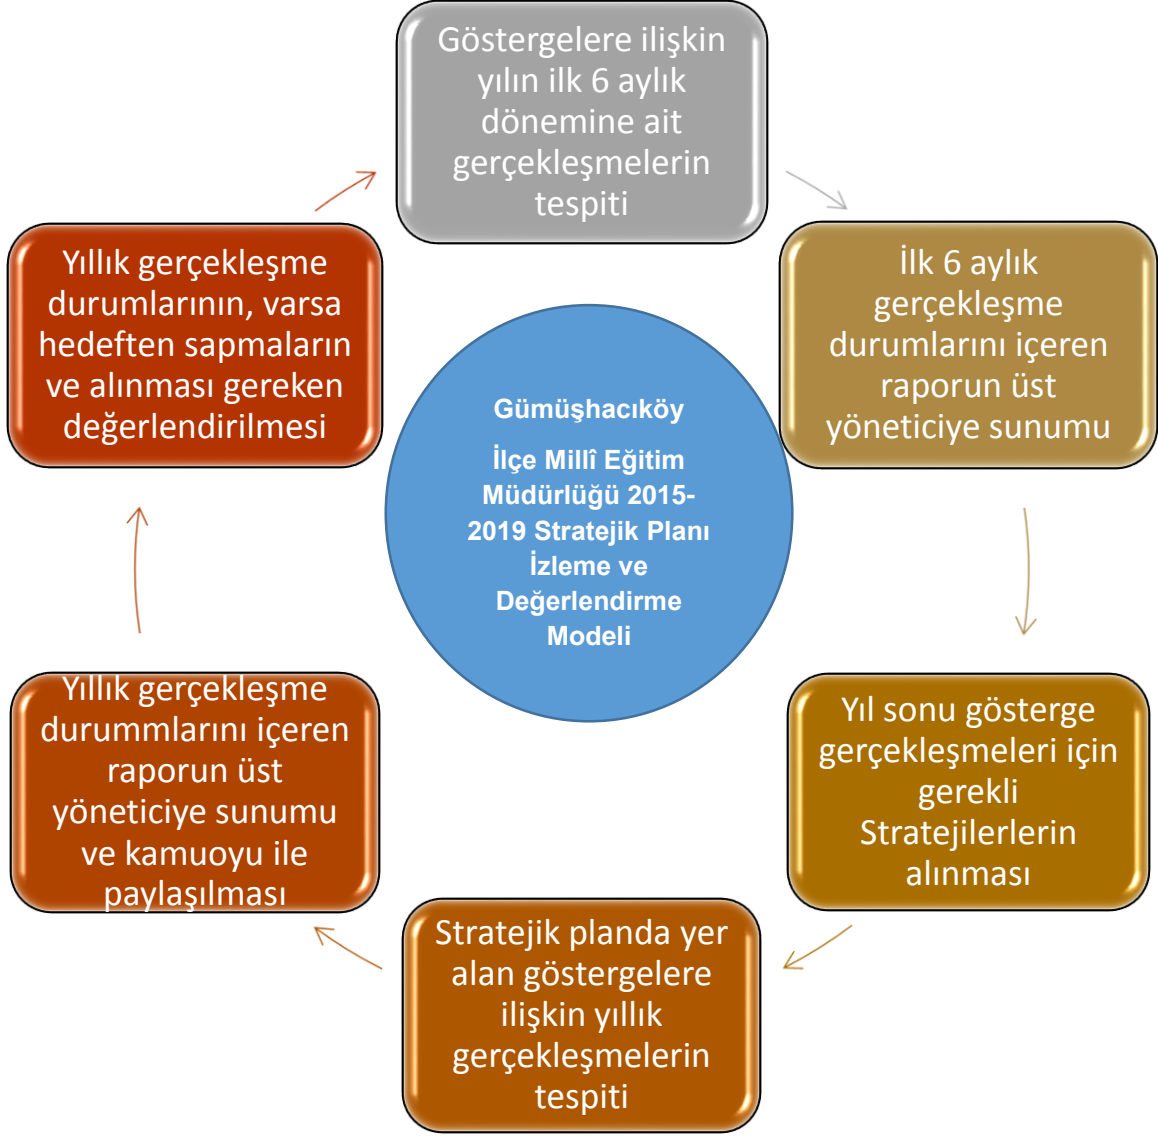 Göstergelere ilişkin
yılın ilk 6 aylık
dönemine ait
gerçekleşmelerin
tespiti
İlk 6 aylık
gerçekleşme
durumlarını içeren
raporun üst
yöneticiye sunumu
Yıl sonu gösterge
gerçekleşmeleri için
gerekli
Stratejilerlerin
alınması
Stratejik planda yer
alan göstergelere
ilişkin yıllık
gerçekleşmelerin
tespiti
Yıllık gerçekleşme
durummlarını içeren
raporun üst
yöneticiye sunumu
ve kamuoyu ile
paylaşılması
Yıllık gerçekleşme
durumlarının, varsa
hedeften sapmaların
ve alınması gereken
değerlendirilmesi
Gümüşhacıköy
İlçe Millî Eğitim
Müdürlüğü 2015-
2019 Stratejik Planı
İzleme ve
Değerlendirme
Modeli